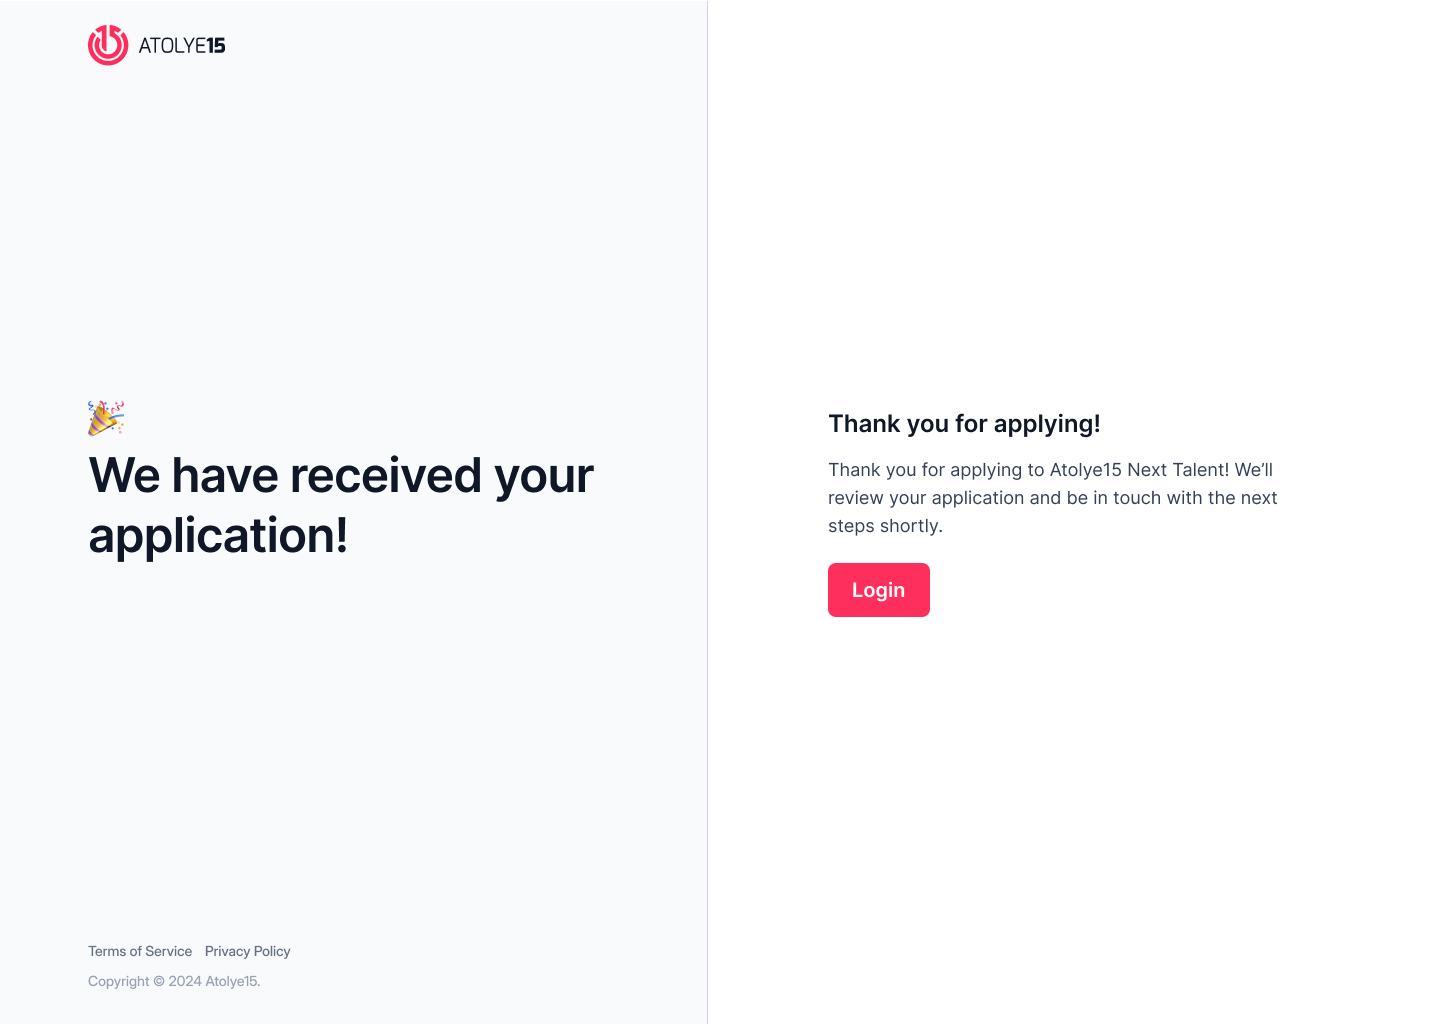 ATOLYE15
We have received your
application!
Terms of Service Privacy Policy
Copyright © 2024 Atolye15.
Thank you for applying!
Thank you for applying to Atolye15 Next Talent! We’ll
review your application and be in touch with the next
steps shortly.
Login